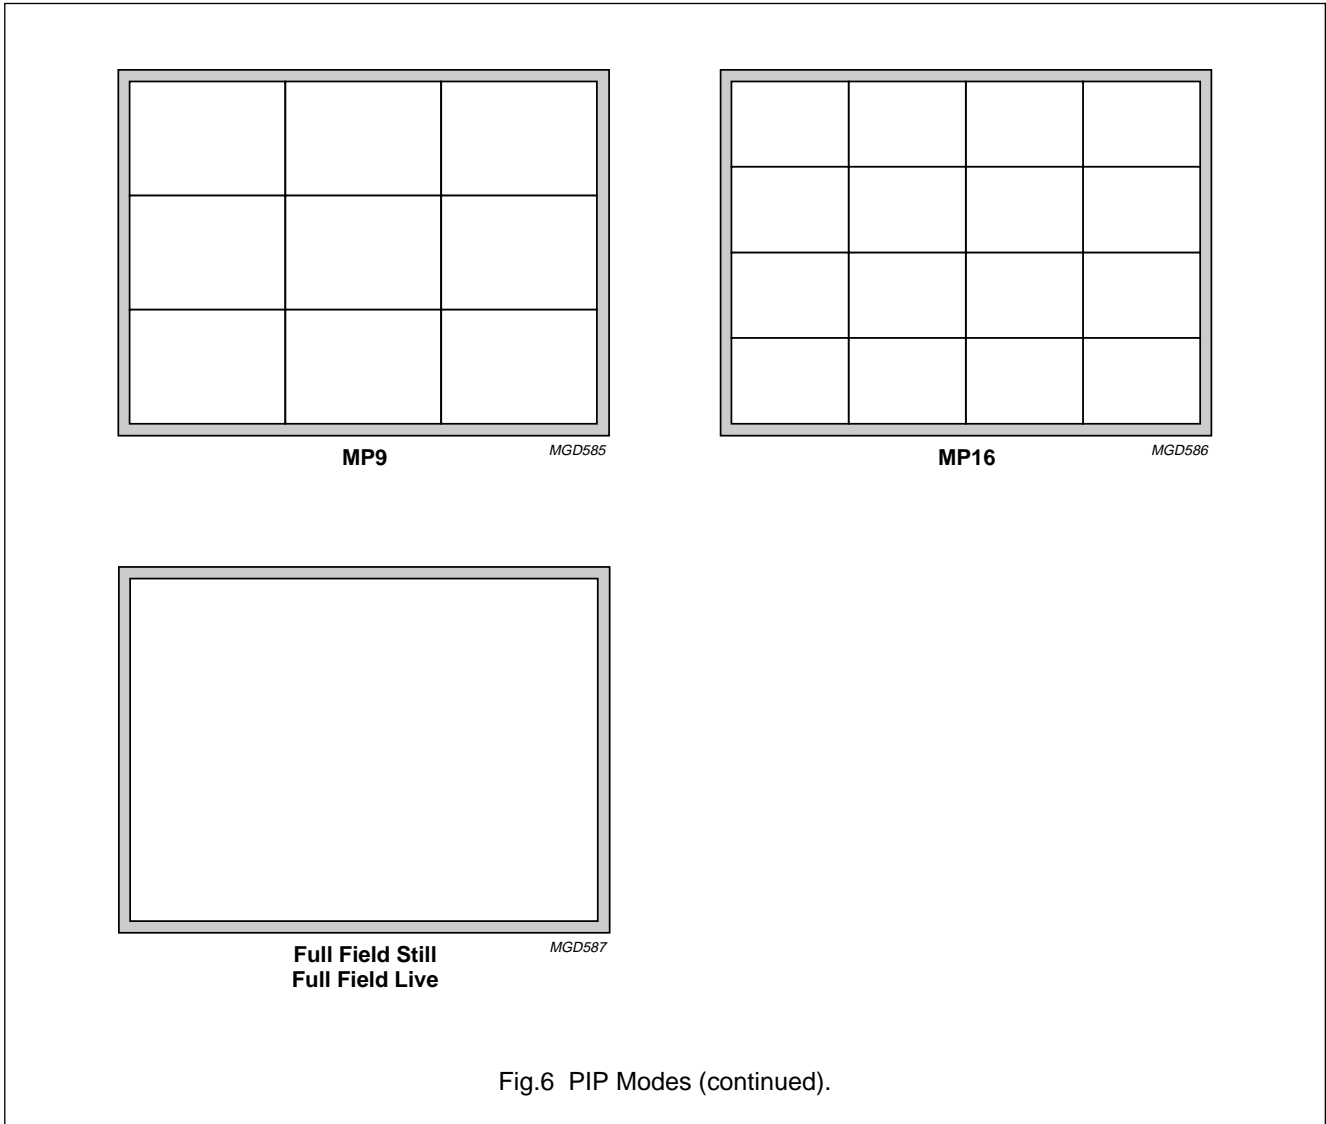 MP9
MGD585
MP16
MGD586
Full Field Still
MGD587
Full Field Live
Fig.6 PIP Modes (continued).